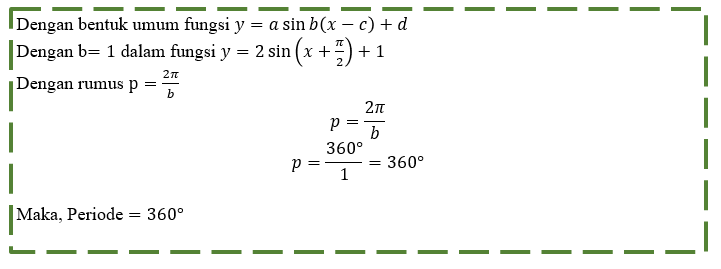 Dengan bentuk umum fungsi y = a sin b(x − c) + d
Dengan b= 1 dalam fungsi y = 2 sin (x + π/2) + 1
Dengan rumus p = 2π/b
p = 2π/b
p = 360°/1 = 360°
Maka, Periode = 360°